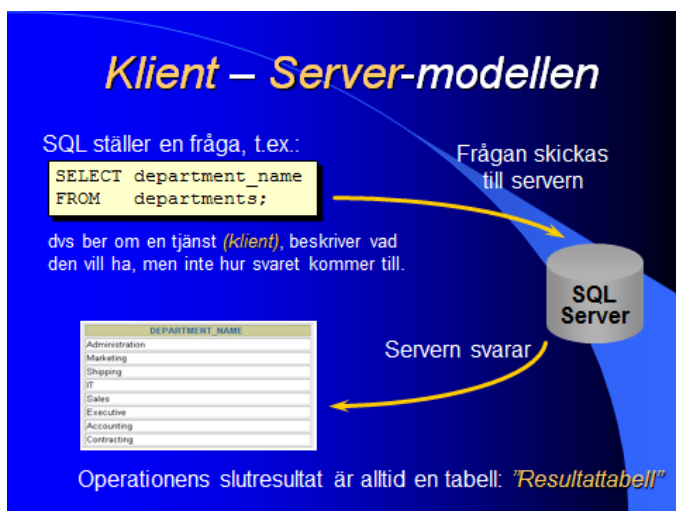 Klient – Server-modellen
SQL ställer en fråga, t.ex.:
SELECT department_name
FROM departments;
Frågan skickas
till servern
dvs ber om en tjänst (klient), beskriver vad
den vill ha, men inte hur svaret kommer till.
SQL
Server
Servern svarar
DEPARTMENT_NAME
Administration
Marketing
Shipping
IT
Sales
Executive
Accounting
Contracting
Operationens slutresultat är alltid en tabell: "Resultattabell"